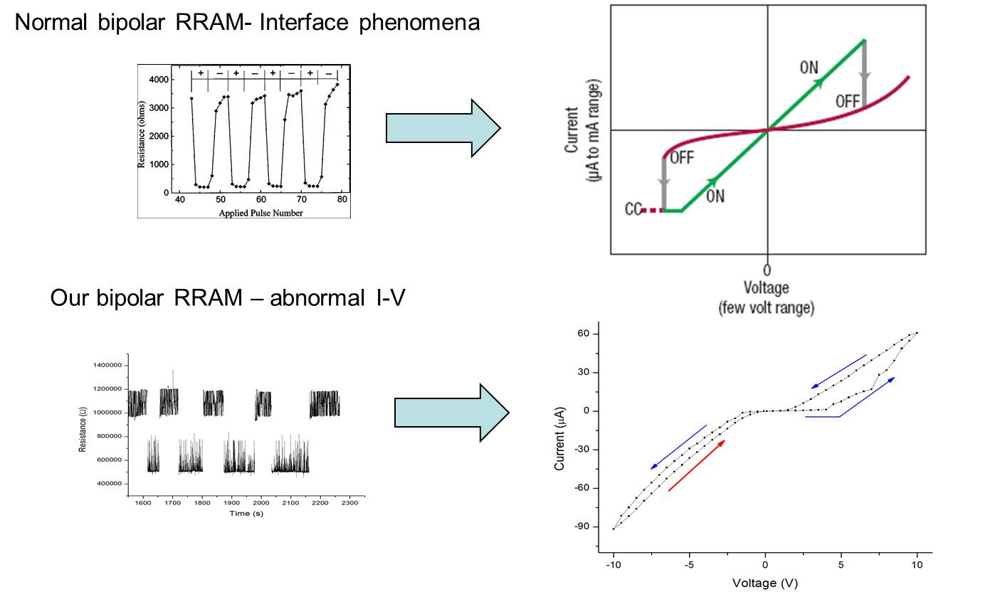 Normal bipolar RRAM- Interface phenomena
+ – + – + – + –
4000
3000
2000
1000
0
Resistance (ohms)
40 50 60 70 80
Applied Pulse Number
ON
OFF
OFF
ON
CC
Current
(µA to mA range)
0
Voltage
(few volt range)
Our bipolar RRAM – abnormal I-V
1400000
1200000
1000000
800000
600000
400000
Resistance (Ω)
1600 1700 1800 1900 2000 2100 2200 2300
Time (s)
60
30
0
-30
-60
-90
Current (µA)
-10 -5 0 5 10
Voltage (V)